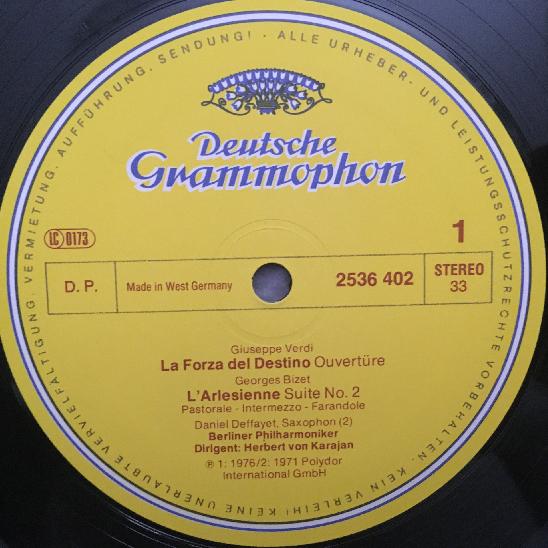 ALLE URHEBER- UND LEISTUNGSSCHUTZRECHTE VORBEHALTEN. KEIN VERLEIH! KEINE UNERLAUBTE VERVIELFÄLTIGUNG. VERMIETUNG. AUFFÜHRUNG. SENDUNG!
Deutsche
Grammophon
LC 0173
1
D. P.
Made in West Germany
2536 402
STEREO
33
Giuseppe Verdi
La Forza del Destino Ouvertüre
Georges Bizet
L'Arlesienne Suite No. 2
Pastorale - Intermezzo - Farandole
Daniel Deffayet, Saxophon (2)
Berliner Philharmoniker
Dirigent: Herbert von Karajan
℗ 1: 1976/2: 1971 Polydor
International GmbH